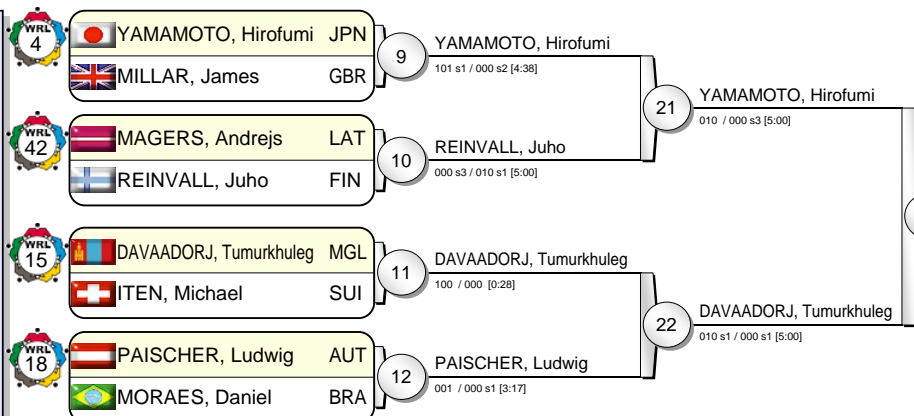 WRL 4 YAMAMOTO, Hirofumi JPN
MILLAR, James GBR
9
YAMAMOTO, Hirofumi
101 s1 / 000 s2 [4:38]
WRL 42 MAGERS, Andrejs LAT
REINVALL, Juho FIN
10
REINVALL, Juho
000 s3 / 010 s1 [5:00]
21
YAMAMOTO, Hirofumi
010 / 000 s3 [5:00]
WRL 15 DAVAADORJ, Tumurkhuleg MGL
ITEN, Michael SUI
11
DAVAADORJ, Tumurkhuleg
100 / 000 [0:28]
WRL 18 PAISCHER, Ludwig AUT
MORAES, Daniel BRA
12
PAISCHER, Ludwig
001 / 000 s1 [3:17]
22
DAVAADORJ, Tumurkhuleg
010 s1 / 000 s1 [5:00]